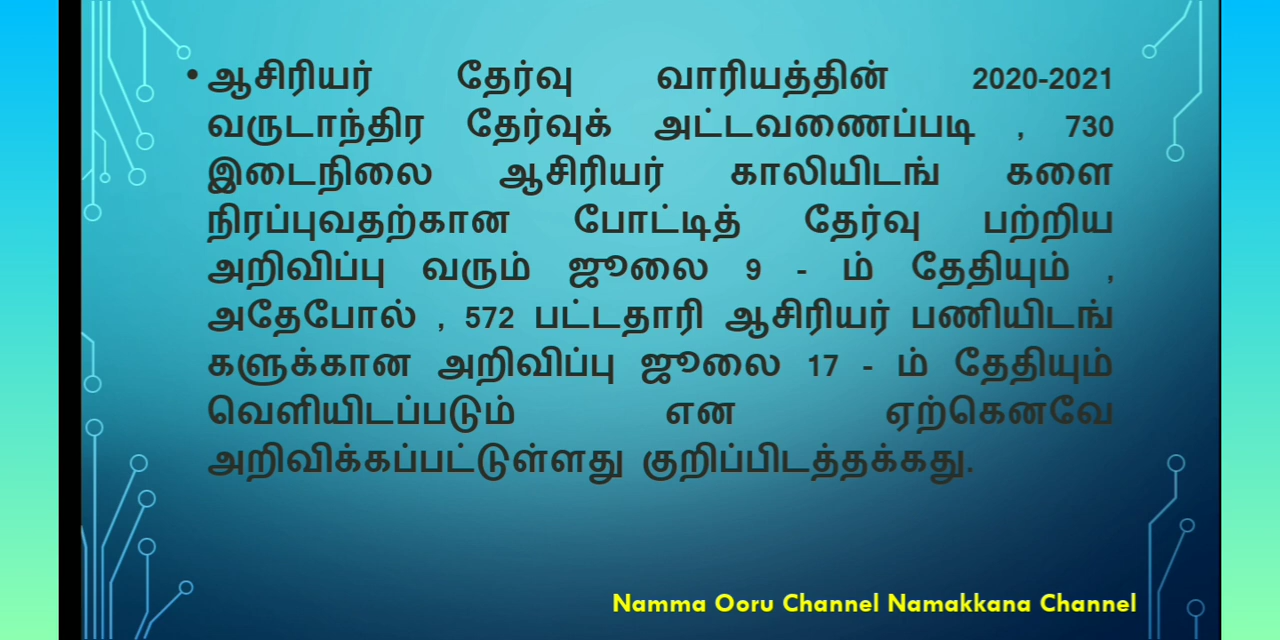 • ஆசிரியர் தேர்வு வாரியத்தின் 2020-2021
வருடாந்திர தேர்வுக் அட்டவணைப்படி , 730
இடைநிலை ஆசிரியர் காலியிடங் களை
நிரப்புவதற்கான போட்டித் தேர்வு பற்றிய
அறிவிப்பு வரும் ஜூலை 9 - ம் தேதியும் ,
அதேபோல் , 572 பட்டதாரி ஆசிரியர் பணியிடங்
களுக்கான அறிவிப்பு ஜூலை 17 - ம் தேதியும்
வெளியிடப்படும் என ஏற்கெனவே
அறிவிக்கப்பட்டுள்ளது குறிப்பிடத்தக்கது.
Namma Ooru Channel Namakkana Channel